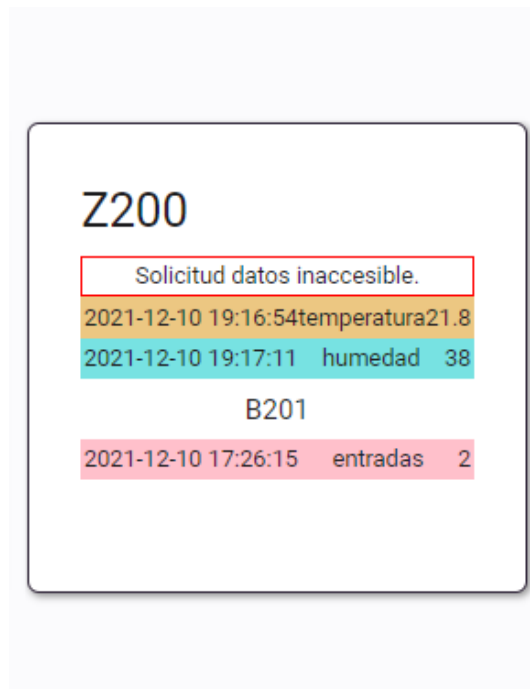 Z200
Solicitud datos inaccesible.
2021-12-10 19:16:54temperatura21.8
2021-12-10 19:17:11 humedad 38
B201
2021-12-10 17:26:15 entradas 2